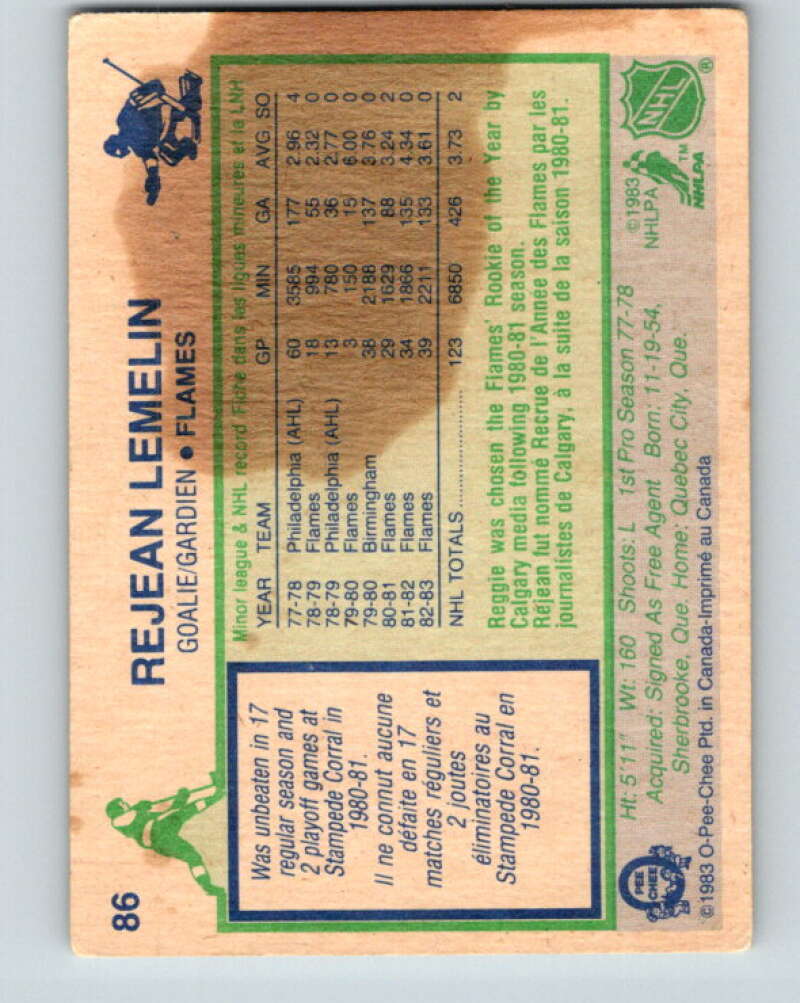 86
REJEAN LEMELIN
GOALIE/GARDIEN • FLAMES
Was unbeaten in 17
regular season and
2 playoff games at
Stampede Corral in
1980-81.
Il ne connut aucune
défaite en 17
matches réguliers et
2 joutes
éliminatoires au
Stampede Corral en
1980-81.
Minor league & NHL record Fiche dans les ligues mineures et la LNH
YEAR TEAM GP MIN GA AVG SO
77-78 Philadelphia (AHL) 60 3585 177 2.96 4
78-79 Flames 18 994 55 2.32 0
78-79 Philadelphia (AHL) 13 780 36 2.77 0
79-80 Flames 3 150 15 6.00 0
79-80 Birmingham 38 2188 137 3.76 0
80-81 Flames 29 1629 88 3.24 2
81-82 Flames 34 1866 135 4.34 0
82-83 Flames 39 2211 133 3.61 0
NHL TOTALS .................... 123 6850 426 3.73 2
Reggie was chosen the Flames' Rookie of the Year by
Calgary media following 1980-81 season.
Réjean fut nommé Recrue de l'Année des Flames par les
journalistes de Calgary, à la suite de la saison 1980-81.
Ht: 5'11" Wt: 160 Shoots: L 1st Pro Season 77-78
Acquired: Signed As Free Agent Born: 11-19-54,
Sherbrooke, Que. Home: Quebec City, Que.
©1983 O-Pee-Chee Ptd. in Canada-Imprimé au Canada
PEE
CHEE
©1983
NHLPA
NHLPA
™
NHL
®